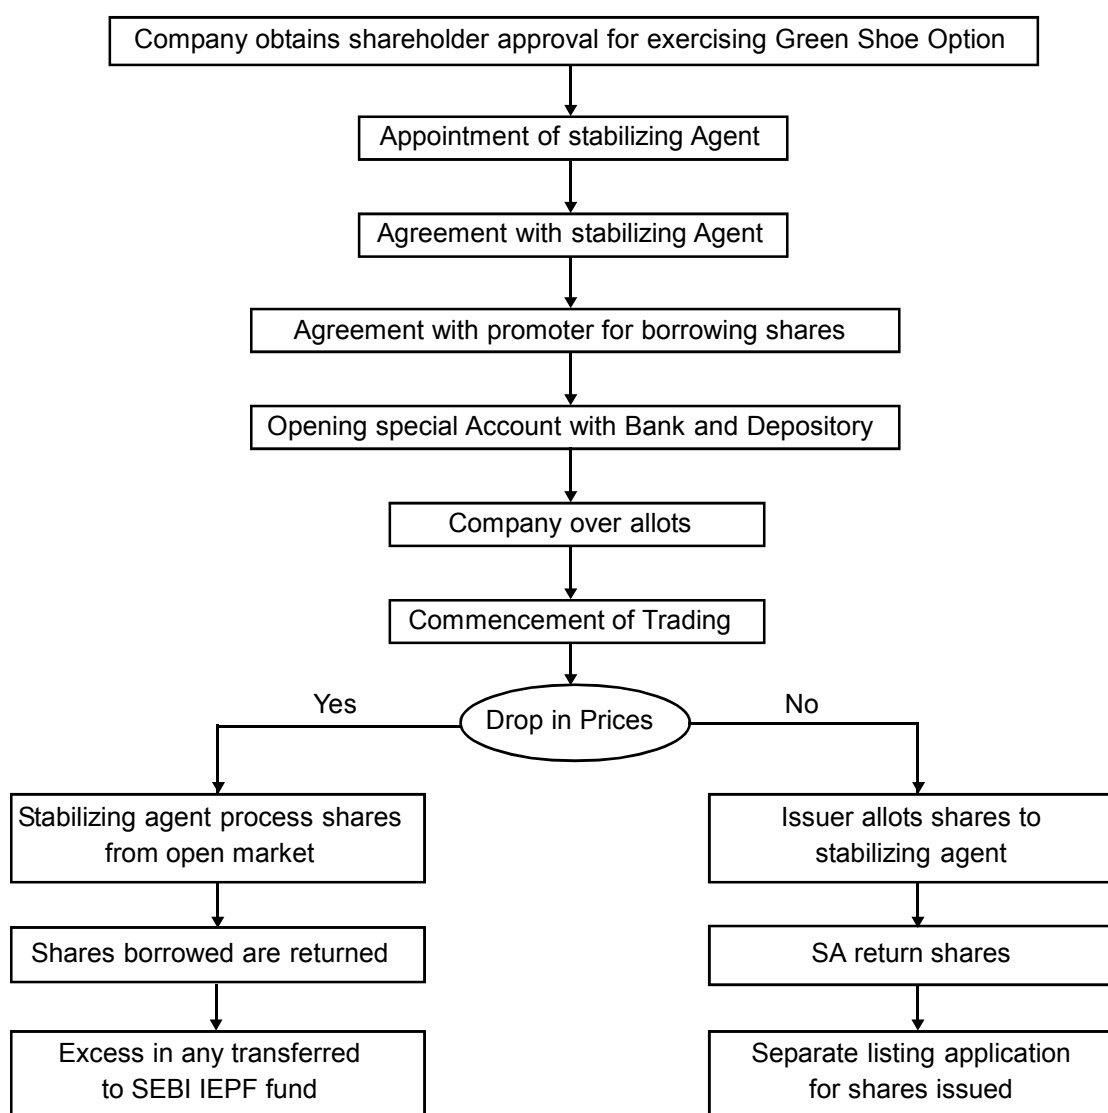 Company obtains shareholder approval for exercising Green Shoe Option
Appointment of stabilizing Agent
Agreement with stabilizing Agent
Agreement with promoter for borrowing shares
Opening special Account with Bank and Depository
Company over allots
Commencement of Trading
Yes
Drop in Prices
No
Stabilizing agent process shares
from open market
Shares borrowed are returned
Excess in any transferred
to SEBI IEPF fund
Issuer allots shares to
stabilizing agent
SA return shares
Separate listing application
for shares issued